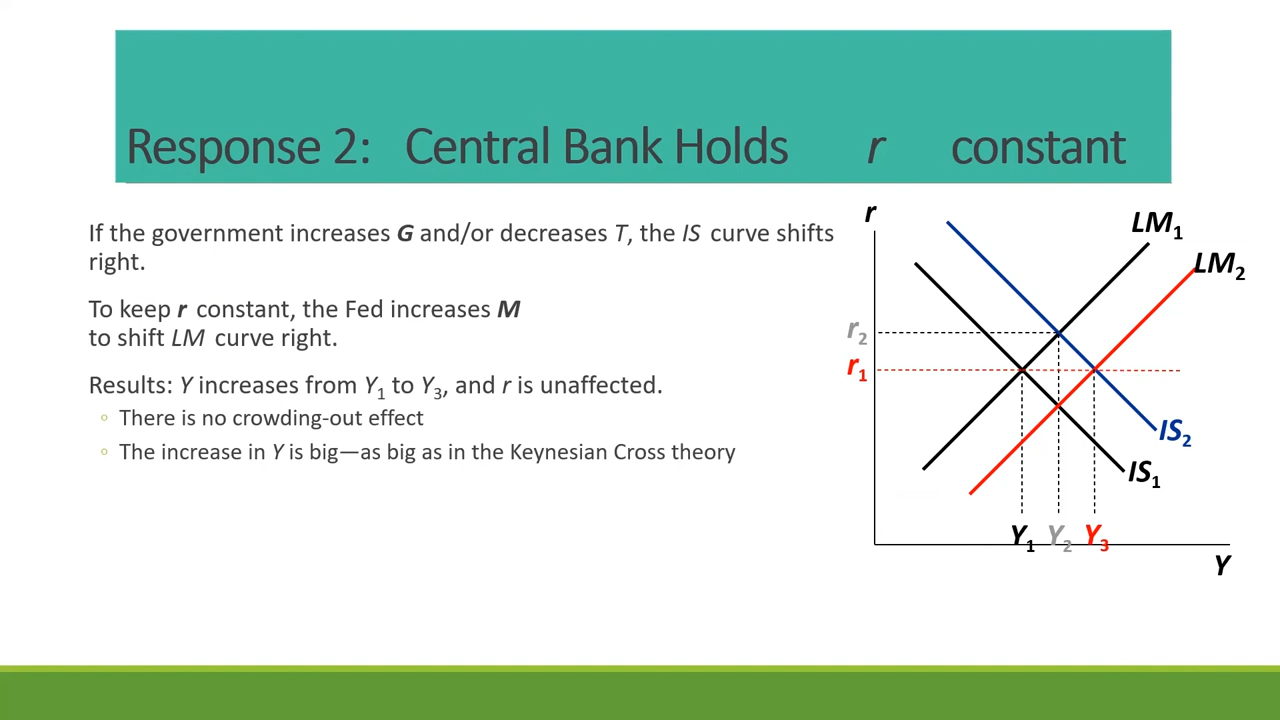 Response 2: Central Bank Holds r constant
If the government increases G and/or decreases T, the IS curve shifts
right.
To keep r constant, the Fed increases M
to shift LM curve right.
Results: Y increases from Y1 to Y3, and r is unaffected.
◦ There is no crowding-out effect
◦ The increase in Y is big—as big as in the Keynesian Cross theory
r
LM1
LM2
r2
r1
IS2
IS1
Y1 Y2 Y3
Y